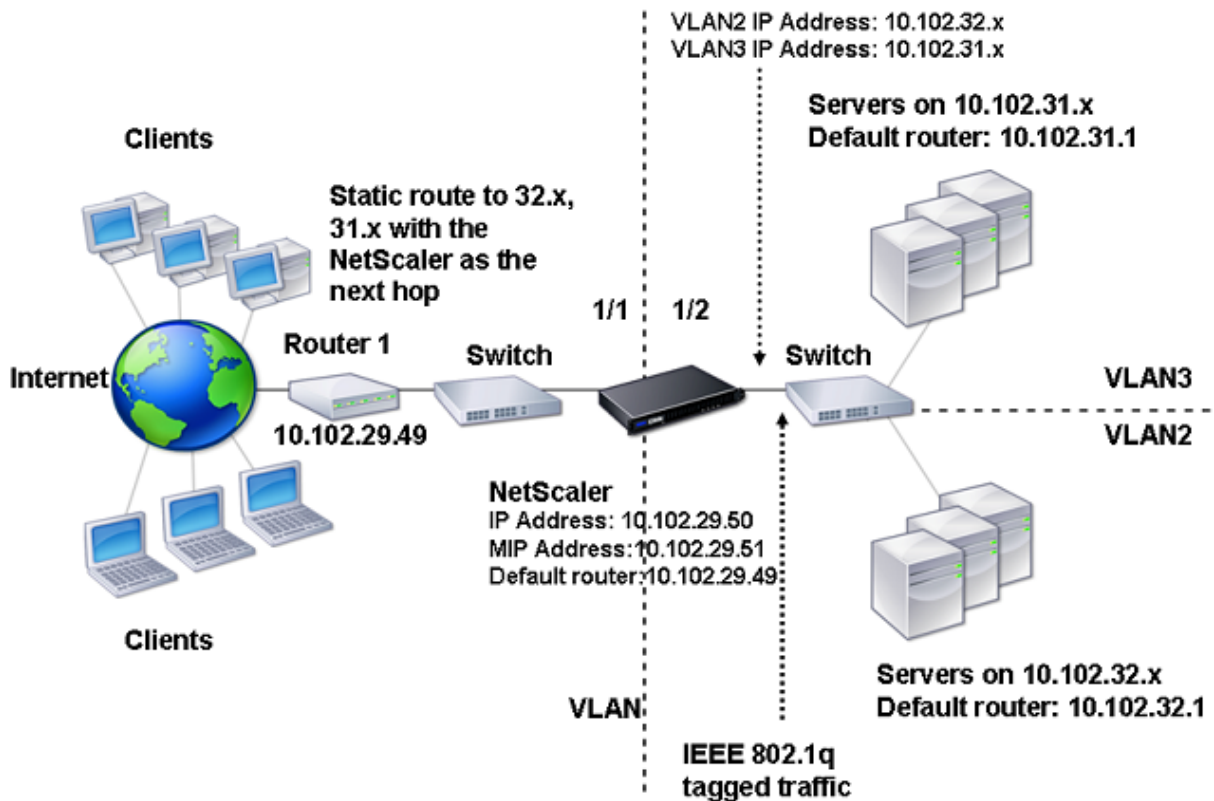 VLAN2 IP Address: 10.102.32.x
VLAN3 IP Address: 10.102.31.x
Servers on 10.102.31.x
Default router: 10.102.31.1
Clients
Static route to 32.x,
31.x with the
NetScaler as the
next hop
1/1
1/2
Internet
Router 1
Switch
Switch
VLAN3
VLAN2
10.102.29.49
NetScaler
IP Address: 10.102.29.50
MIP Address:10.102.29.51
Default router:10.102.29.49
Clients
Servers on 10.102.32.x
Default router: 10.102.32.1
VLAN
IEEE 802.1q
tagged traffic